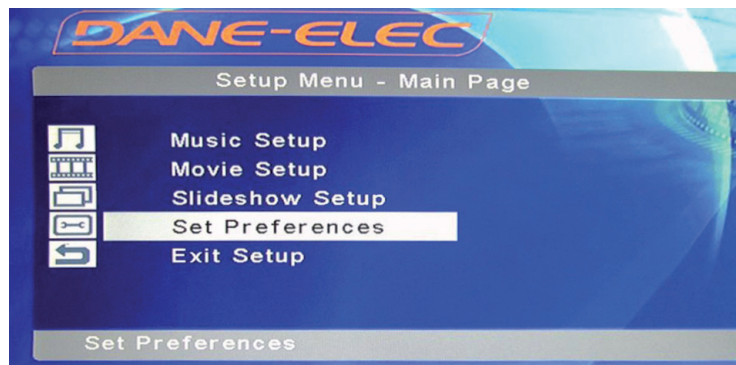 DANE-ELEC
Setup Menu - Main Page
Music Setup
Movie Setup
Slideshow Setup
Set Preferences
Exit Setup
Set Preferences